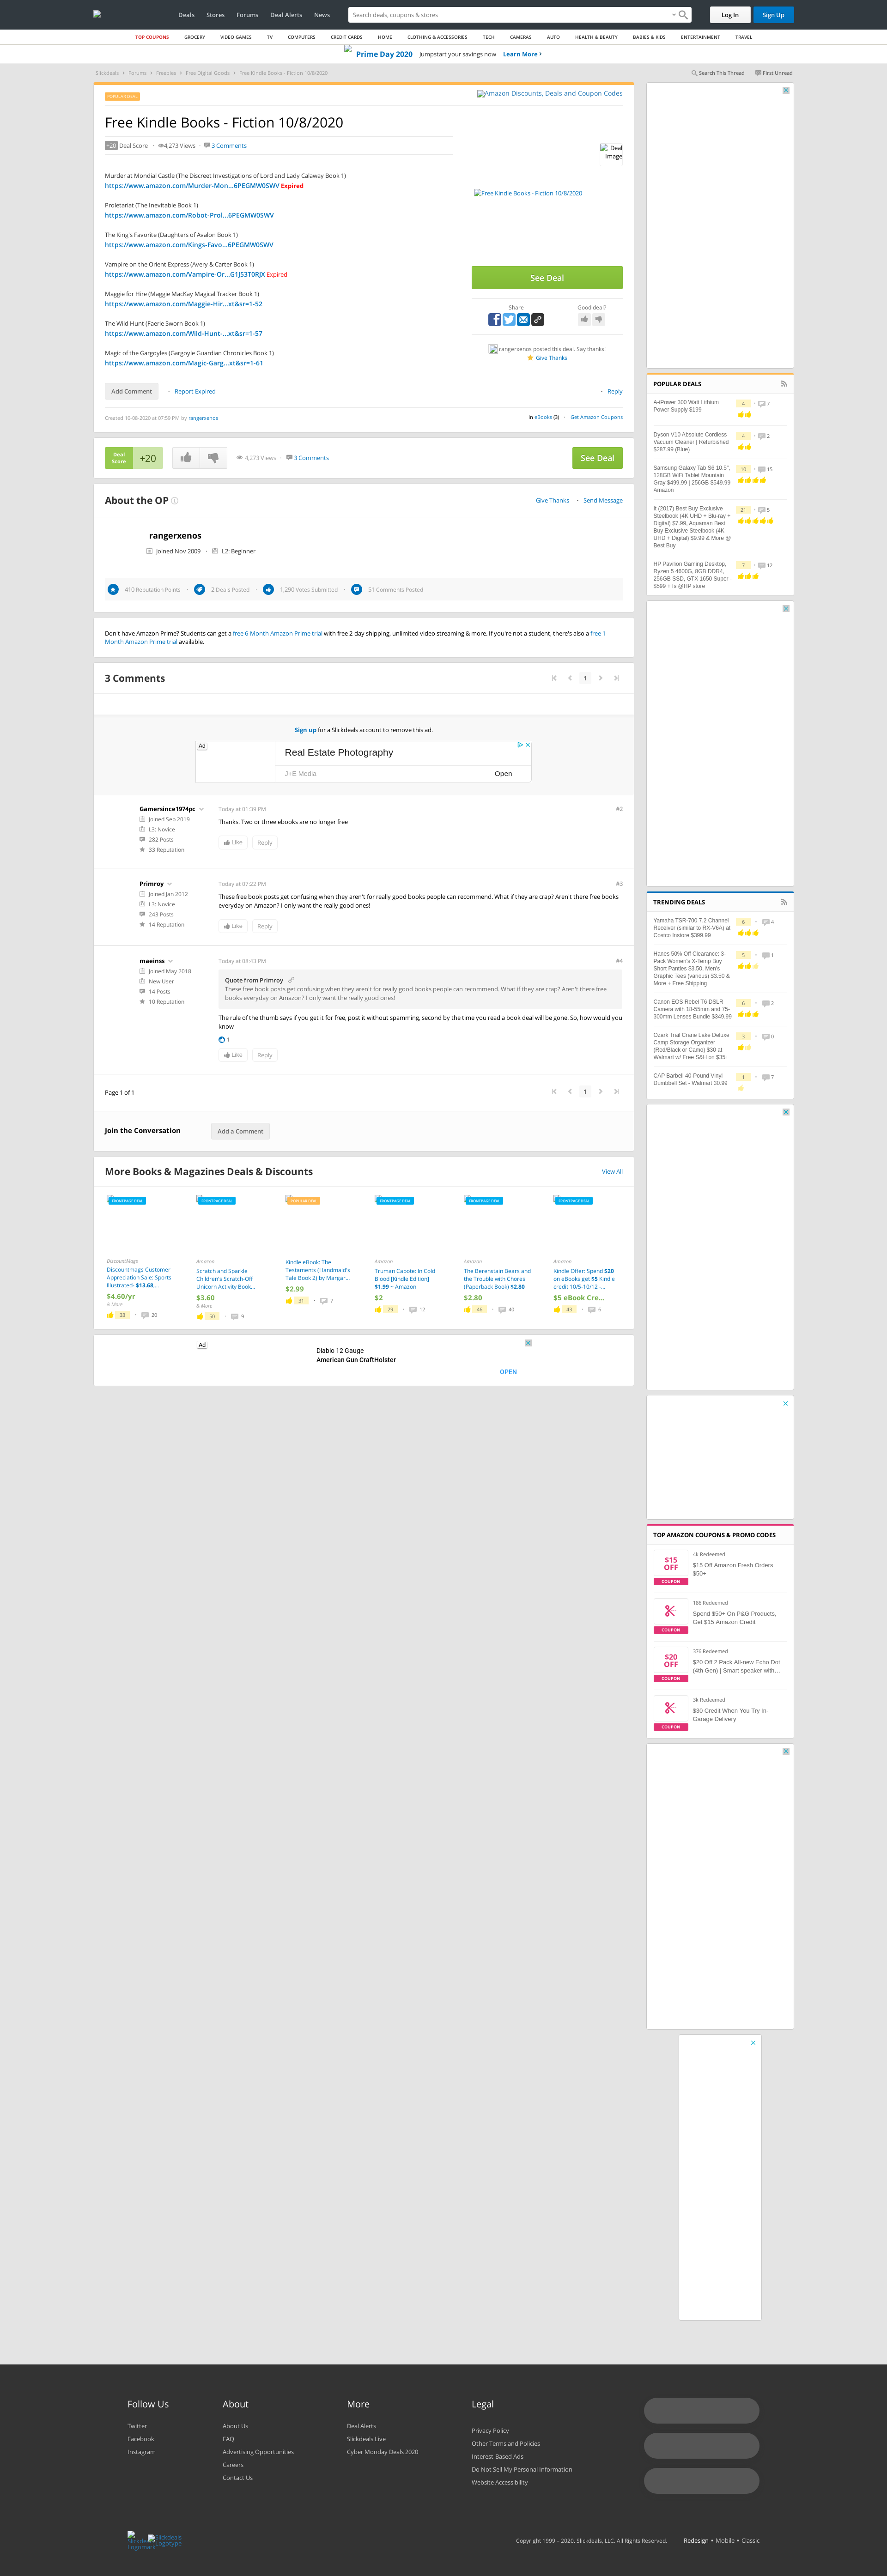 Deals
Stores
Forums
Deal Alerts
News
Search deals, coupons & stores
Log In
Sign Up
TOP COUPONS
GROCERY
VIDEO GAMES
TV
COMPUTERS
CREDIT CARDS
HOME
CLOTHING & ACCESSORIES
TECH
CAMERAS
AUTO
HEALTH & BEAUTY
BABIES & KIDS
ENTERTAINMENT
TRAVEL
Prime Day 2020 Jumpstart your savings now Learn More ›
Slickdeals › Forums › Freebies › Free Digital Goods › Free Kindle Books - Fiction 10/8/2020
Search This Thread
First Unread
POPULAR DEAL
Amazon Discounts, Deals and Coupon Codes
Free Kindle Books - Fiction 10/8/2020
+20 Deal Score · 4,273 Views · 3 Comments
Deal Image
Free Kindle Books - Fiction 10/8/2020
Murder at Mondial Castle (The Discreet Investigations of Lord and Lady Calaway Book 1)
https://www.amazon.com/Murder-Mon...6PEGMW0SWV Expired
Proletariat (The Inevitable Book 1)
https://www.amazon.com/Robot-Prol...6PEGMW0SWV
The King's Favorite (Daughters of Avalon Book 1)
https://www.amazon.com/Kings-Favo...6PEGMW0SWV
Vampire on the Orient Express (Avery & Carter Book 1)
https://www.amazon.com/Vampire-Or...G1JS3T0RJX Expired
Maggie for Hire (Maggie MacKay Magical Tracker Book 1)
https://www.amazon.com/Maggie-Hir...xt&sr=1-52
The Wild Hunt (Faerie Sworn Book 1)
https://www.amazon.com/Wild-Hunt-...xt&sr=1-57
Magic of the Gargoyles (Gargoyle Guardian Chronicles Book 1)
https://www.amazon.com/Magic-Garg...xt&sr=1-61
See Deal
Share
Good deal?
rangerxenos posted this deal. Say thanks!
Give Thanks
Add Comment · Report Expired
· Reply
Created 10-08-2020 at 07:59 PM by rangerxenos
in eBooks (3) · Get Amazon Coupons
Deal Score +20
4,273 Views · 3 Comments
See Deal
About the OP
Give Thanks · Send Message
rangerxenos
Joined Nov 2009 · L2: Beginner
410 Reputation Points · 2 Deals Posted · 1,290 Votes Submitted · 51 Comments Posted
Don't have Amazon Prime? Students can get a free 6-Month Amazon Prime trial with free 2-day shipping, unlimited video streaming & more. If you're not a student, there's also a free 1-
Month Amazon Prime trial available.
3 Comments
1
Sign up for a Slickdeals account to remove this ad.
Ad
Real Estate Photography
J+E Media
Open
Gamersince1974pc
Joined Sep 2019
L3: Novice
282 Posts
33 Reputation
Today at 01:39 PM
#2
Thanks, Two or three ebooks are no longer free
Like
Reply
Primroy
Joined Jan 2012
L3: Novice
243 Posts
14 Reputation
Today at 07:22 PM
#3
These free book posts get confusing when they aren't for really good books people can recommend. What if they are crap? Aren't there free books
everyday on Amazon? I only want the really good ones!
Like
Reply
maeinss
Joined May 2018
New User
14 Posts
10 Reputation
Today at 08:43 PM
#4
Quote from Primroy
These free book posts get confusing when they aren't for really good books people can recommend. What if they are crap? Aren't there free
books everyday on Amazon? I only want the really good ones!
The rule of the thumb says if you get it for free, post it without spamming, second by the time you read a book deal will be gone. So, how would you
know
1
Like
Reply
Page 1 of 1
1
Join the Conversation
Add a Comment
More Books & Magazines Deals & Discounts
View All
FRONTPAGE DEAL
DiscountMags
Discountmags Customer
Appreciation Sale: Sports
Illustrated- $13.68...
$4.60/yr
& More
33 · 20
FRONTPAGE DEAL
Amazon
Scratch and Sparkle
Children's Scratch-Off
Unicorn Activity Book...
$3.60
& More
50 · 9
POPULAR DEAL
Kindle eBook: The
Testaments (Handmaid's
Tale Book 2) by Margar...
$2.99
31 · 7
FRONTPAGE DEAL
Amazon
Truman Capote: In Cold
Blood [Kindle Edition]
$1.99 ~ Amazon
$2
29 · 12
FRONTPAGE DEAL
Amazon
The Berenstain Bears and
the Trouble with Chores
(Paperback Book) $2.80
$2.80
46 · 40
FRONTPAGE DEAL
Amazon
Kindle Offer: Spend $20
on eBooks get $5 Kindle
credit 10/5-10/12 -...
$5 eBook Cre...
43 · 6
Ad
Diablo 12 Gauge
American Gun CraftHolster
OPEN
POPULAR DEALS
A-iPower 300 Watt Lithium
Power Supply $199
4 · 7
Dyson V10 Absolute Cordless
Vacuum Cleaner | Refurbished
$287.99 (Blue)
4 · 2
Samsung Galaxy Tab S6 10.5",
128GB WiFi Tablet Mountain
Gray $499.99 | 256GB $549.99
Amazon
10 · 15
It (2017) Best Buy Exclusive
Steelbook (4K UHD + Blu-ray +
Digital) $7.99, Aquaman Best
Buy Exclusive Steelbook (4K
UHD + Digital) $9.99 & More @
Best Buy
21 · 5
HP Pavilion Gaming Desktop,
Ryzen 5 4600G, 8GB DDR4,
256GB SSD, GTX 1650 Super -
$599 + fs @HP store
7 · 12
TRENDING DEALS
Yamaha TSR-700 7.2 Channel
Receiver (similar to RX-V6A) at
Costco Instore $399.99
6 · 4
Hanes 50% Off Clearance: 3-
Pack Women's X-Temp Boy
Short Panties $3.50, Men's
Graphic Tees (various) $3.50 &
More + Free Shipping
5 · 1
Canon EOS Rebel T6 DSLR
Camera with 18-55mm and 75-
300mm Lenses Bundle $349.99
6 · 2
Ozark Trail Crane Lake Deluxe
Camp Storage Organizer
(Red/Black or Camo) $30 at
Walmart w/ Free S&H on $35+
3 · 0
CAP Barbell 40-Pound Vinyl
Dumbbell Set - Walmart 30.99
1 · 7
TOP AMAZON COUPONS & PROMO CODES
$15 OFF
COUPON
4k Redeemed
$15 Off Amazon Fresh Orders
$50+
COUPON
186 Redeemed
Spend $50+ On P&G Products,
Get $15 Amazon Credit
$20 OFF
COUPON
376 Redeemed
$20 Off 2 Pack All-new Echo Dot
(4th Gen) | Smart speaker with...
COUPON
3k Redeemed
$30 Credit When You Try In-
Garage Delivery
Follow Us
Twitter
Facebook
Instagram
About
About Us
FAQ
Advertising Opportunities
Careers
Contact Us
More
Deal Alerts
Slickdeals Live
Cyber Monday Deals 2020
Legal
Privacy Policy
Other Terms and Policies
Interest-Based Ads
Do Not Sell My Personal Information
Website Accessibility
Slickdeals Logotype
Copyright 1999 – 2020. Slickdeals, LLC. All Rights Reserved.
Redesign • Mobile • Classic